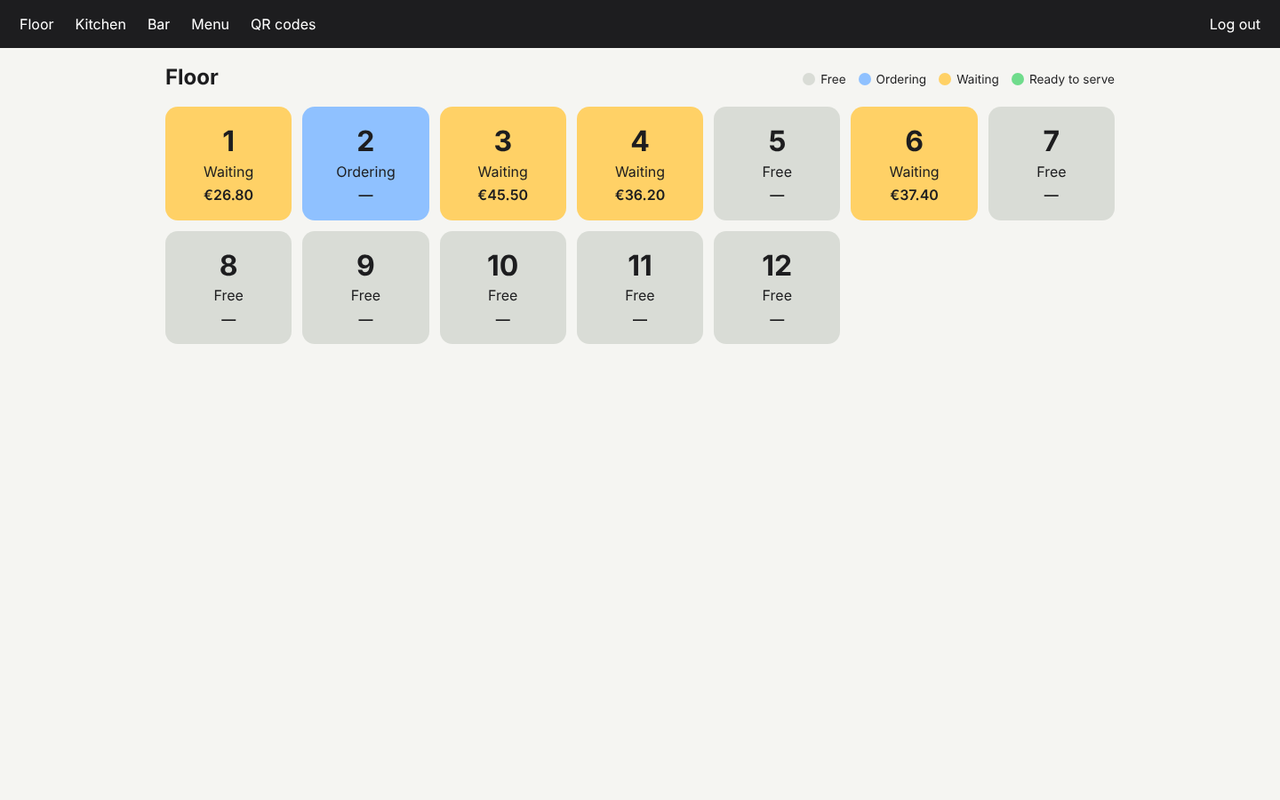 Floor Kitchen Bar Menu QR codes Log out
Floor
Free Ordering Waiting Ready to serve
1
Waiting
€26.80
2
Ordering
—
3
Waiting
€45.50
4
Waiting
€36.20
5
Free
—
6
Waiting
€37.40
7
Free
—
8
Free
—
9
Free
—
10
Free
—
11
Free
—
12
Free
—